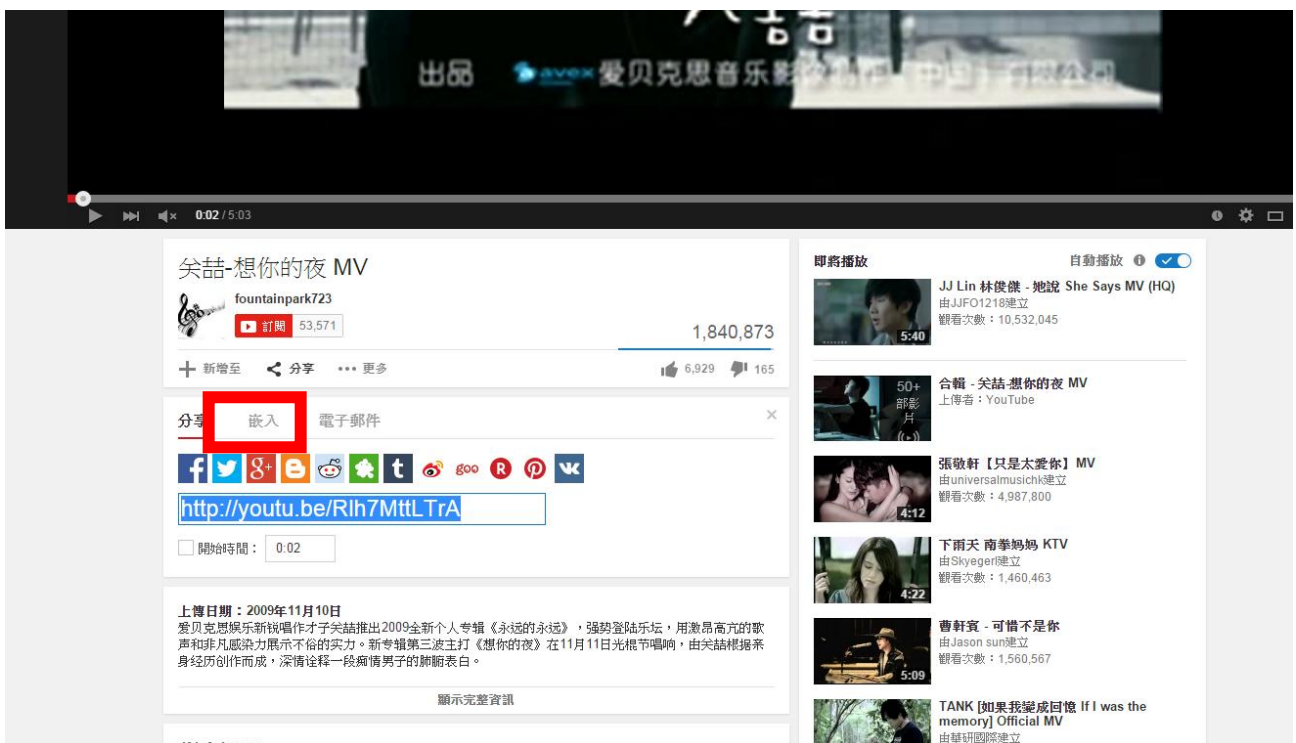 人喆
出品 avex 爱贝克思音乐影像制作（中国）有限公司
0:02 / 5:03
关喆-想你的夜 MV
fountainpark723
訂閱 53,571
1,840,873
新增至 分享 更多
6,929 165
分享 嵌入 電子郵件
goo
http://youtu.be/Rlh7MttLTrA
開始時間： 0:02
上傳日期：2009年11月10日
爱贝克思娱乐新锐唱作才子关喆推出2009全新个人专辑《永远的永远》，强势登陆乐坛，用激昂高亢的歌
声和非凡感染力展示不俗的实力。新专辑第三波主打《想你的夜》在11月11日光棍节唱响，由关喆根据亲
身经历创作而成，深情诠释一段痴情男子的肺腑表白。
顯示完整資訊
即將播放 自動播放
JJ Lin 林俊傑 - 她說 She Says MV (HQ)
由JJFO1218建立
觀看次數：10,532,045
5:40
合輯 - 关喆-想你的夜 MV
上傳者：YouTube
50+
部影
片
張敬軒【只是太愛你】MV
由universalmusichk建立
觀看次數：4,987,800
4:12
下雨天 南拳媽媽 KTV
由Skyegerl建立
觀看次數：1,460,463
4:22
曹軒賓 - 可惜不是你
由Jason sun建立
觀看次數：1,560,567
5:09
TANK [如果我變成回憶 If I was the
memory] Official MV
由華研國際建立